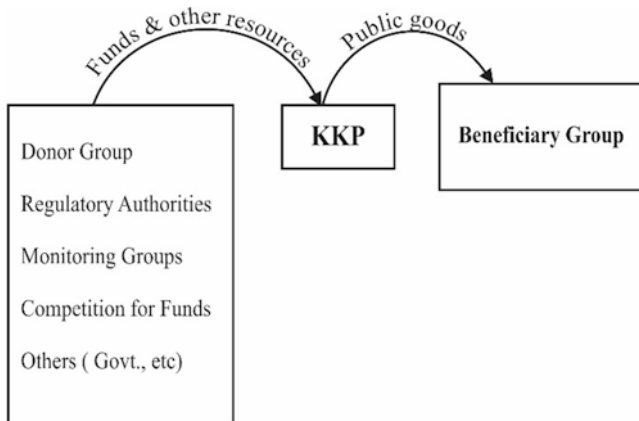 Funds & other resources
Public goods
Donor Group
Regulatory Authorities
Monitoring Groups
Competition for Funds
Others ( Govt., etc)
KKP
Beneficiary Group